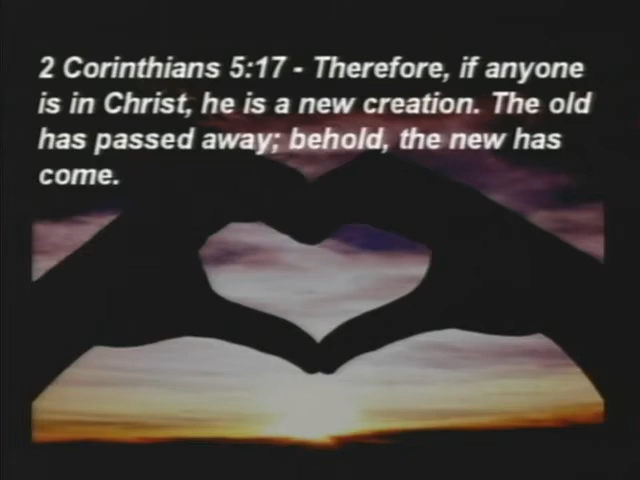 2 Corinthians 5:17 - Therefore, if anyone
is in Christ, he is a new creation. The old
has passed away; behold, the new has
come.